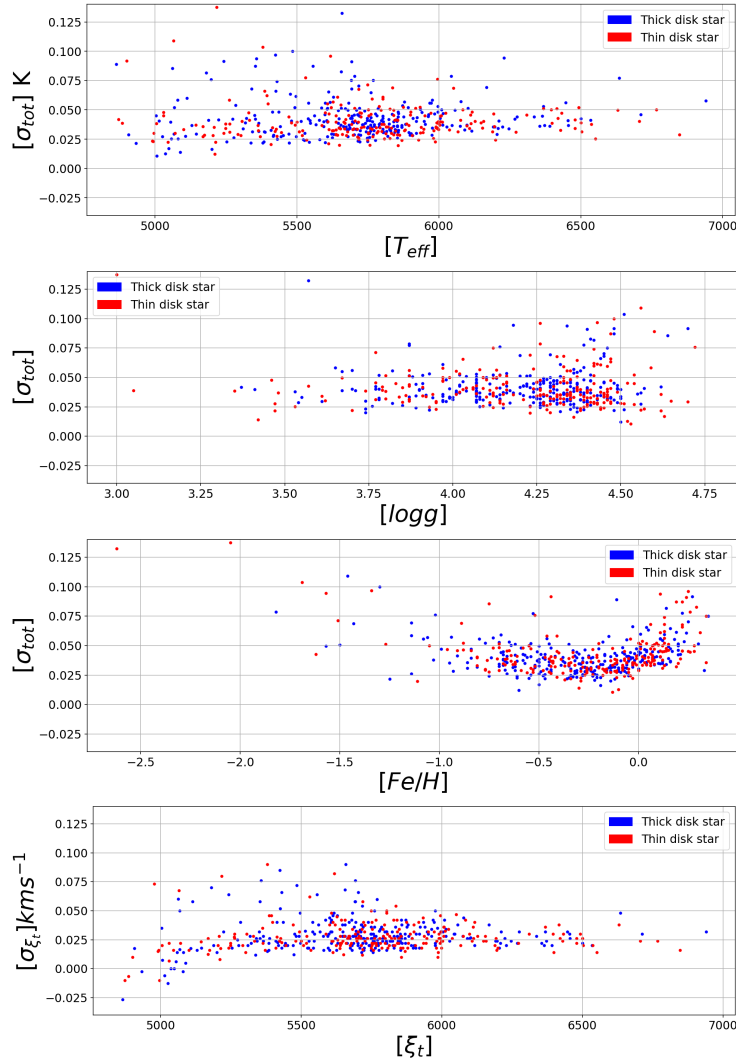 0.125
0.100
0.075
0.050
0.025
0.000
−0.025
[σtot] K
Thick disk star
Thin disk star
5000 5500 6000 6500 7000
[Teff]
0.125
0.100
0.075
0.050
0.025
0.000
−0.025
[σtot]
Thick disk star
Thin disk star
3.00 3.25 3.50 3.75 4.00 4.25 4.50 4.75
[logg]
0.125
0.100
0.075
0.050
0.025
0.000
−0.025
[σtot]
Thick disk star
Thin disk star
−2.5 −2.0 −1.5 −1.0 −0.5 0.0
[Fe/H]
0.125
0.100
0.075
0.050
0.025
0.000
−0.025
[σξt]kms⁻¹
Thick disk star
Thin disk star
5000 5500 6000 6500 7000
[ξt]